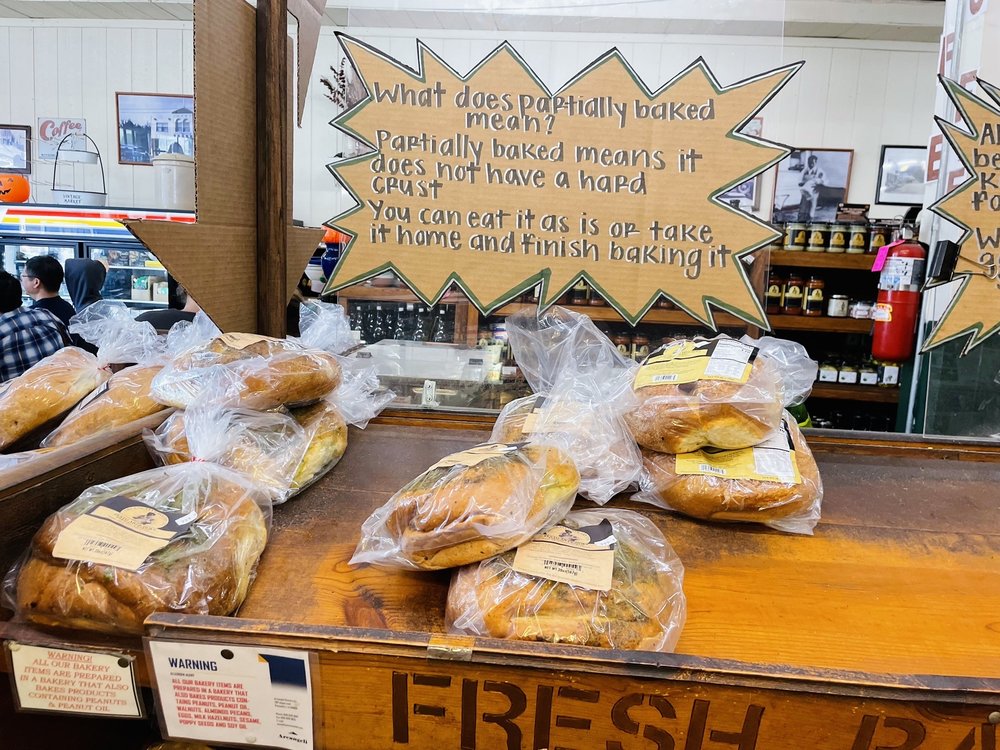 What does partially baked
mean?
Partially baked means it
does not have a hard
crust
You can eat it as is or take
it home and finish baking it
Coffee
WARNING!
ALL OUR BAKERY
ITEMS ARE PREPARED
IN A BAKERY THAT ALSO
BAKES PRODUCTS
CONTAINING PEANUTS
& PEANUT OIL.
WARNING
ALL OUR BAKERY ITEMS ARE
PREPARED IN A BAKERY THAT
ALSO BAKES PRODUCTS CON-
TAINING PEANUTS, PEANUT OIL,
WALNUTS, ALMONDS PECANS,
EGGS, MILK HAZELNUTS, SESAME,
POPPY SEEDS AND SOY OIL
Arcangeli
FRESH BA